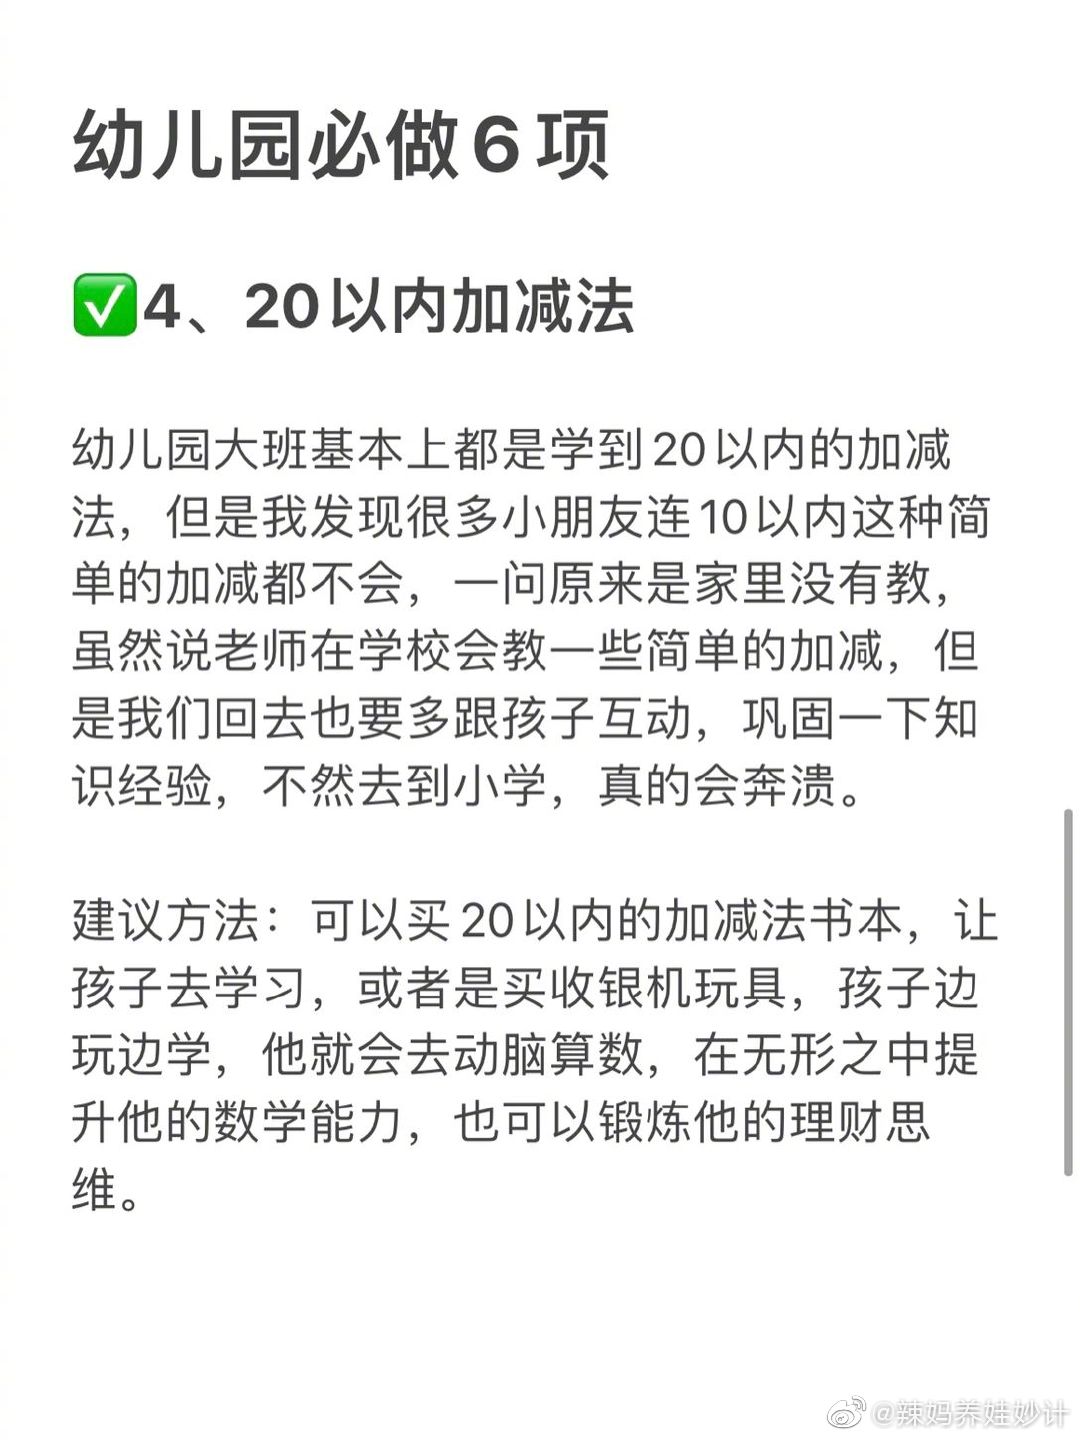 幼儿园必做6项
✅4、20以内加减法
幼儿园大班基本上都是学到20以内的加减
法，但是我发现很多小朋友连10以内这种简
单的加减都不会，一问原来是家里没有教，
虽然说老师在学校会教一些简单的加减，但
是我们回去也要多跟孩子互动，巩固一下知
识经验，不然去到小学，真的会奔溃。
建议方法：可以买20以内的加减法书本，让
孩子去学习，或者是买收银机玩具，孩子边
玩边学，他就会去动脑算数，在无形之中提
升他的数学能力，也可以锻炼他的理财思
维。
@辣妈养娃妙计